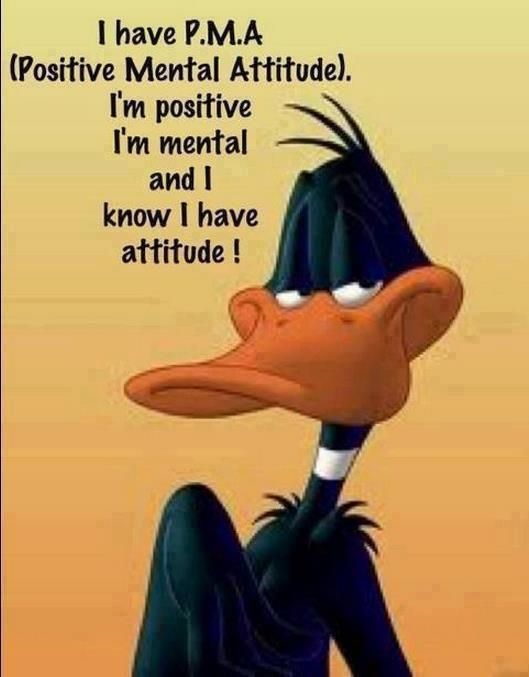 I have P.M.A
(Positive Mental Attitude).
I'm positive
I'm mental
and I
know I have
attitude !